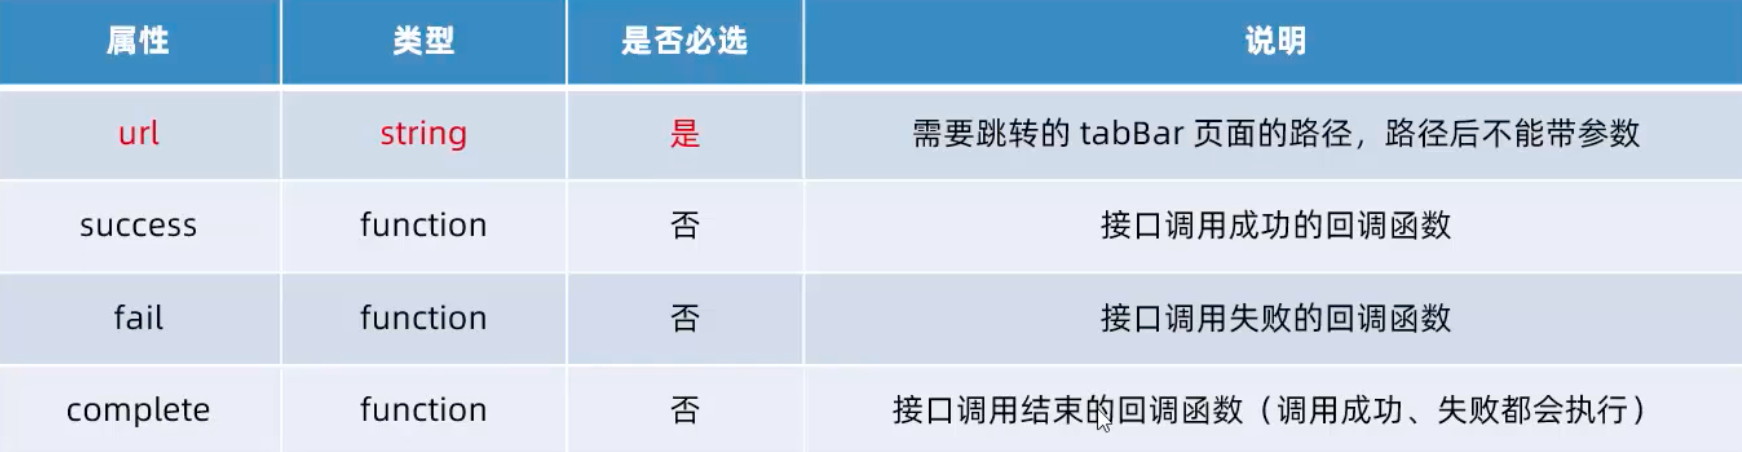 属性 类型 是否必选 说明
url string 是 需要跳转的 tabBar 页面的路径，路径后不能带参数
success function 否 接口调用成功的回调函数
fail function 否 接口调用失败的回调函数
complete function 否 接口调用结束的回调函数（调用成功、失败都会执行）